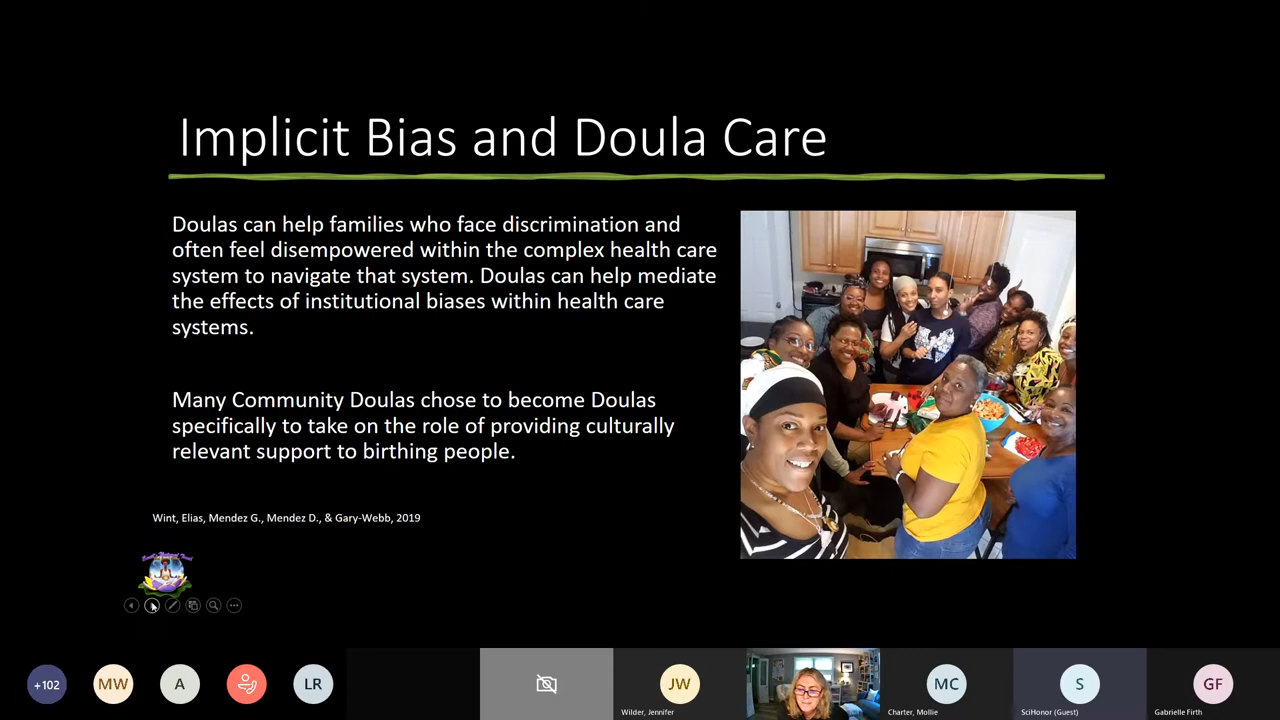 Implicit Bias and Doula Care
Doulas can help families who face discrimination and
often feel disempowered within the complex health care
system to navigate that system. Doulas can help mediate
the effects of institutional biases within health care
systems.
Many Community Doulas chose to become Doulas
specifically to take on the role of providing culturally
relevant support to birthing people.
Wint, Elias, Mendez G., Mendez D., & Gary-Webb, 2019
+102
MW
A
LR
JW
MC
S
GF
Wilder, Jennifer
Charter, Mollie
SciHonor (Guest)
Gabrielle Firth